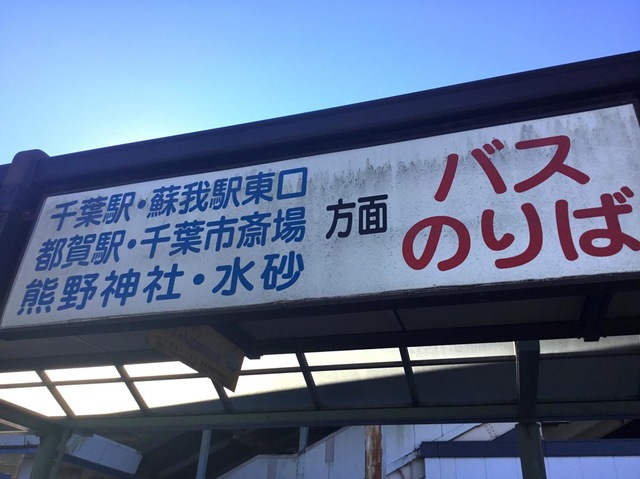 千葉駅・蘇我駅東口
都賀駅・千葉市斎場
熊野神社・水砂
方面
バス
のりば